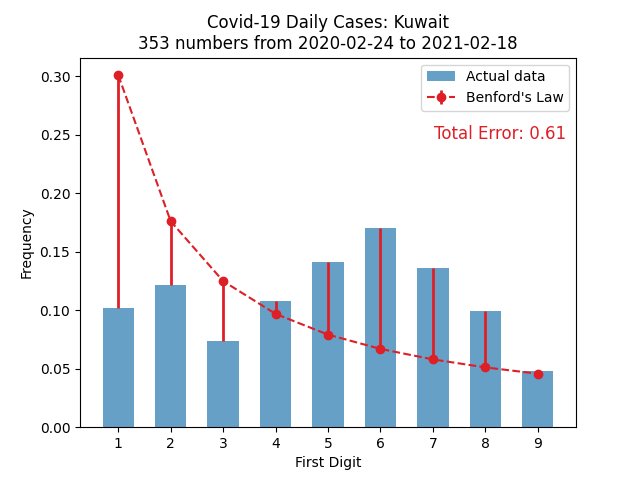 Covid-19 Daily Cases: Kuwait
353 numbers from 2020-02-24 to 2021-02-18
Actual data
Benford's Law
Total Error: 0.61
0.30
0.25
0.20
0.15
0.10
0.05
0.00
Frequency
1 2 3 4 5 6 7 8 9
First Digit